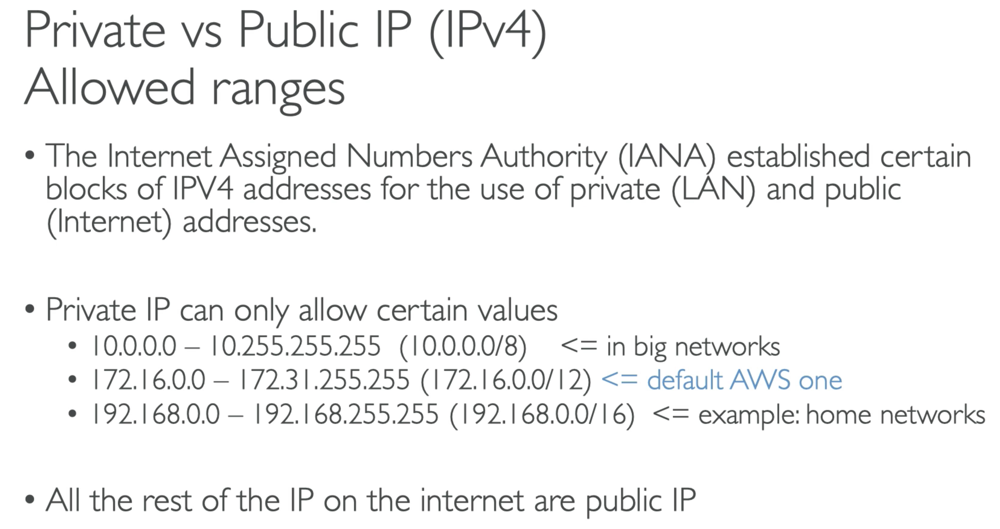 Private vs Public IP (IPv4)
Allowed ranges
• The Internet Assigned Numbers Authority (IANA) established certain
blocks of IPV4 addresses for the use of private (LAN) and public
(Internet) addresses.
• Private IP can only allow certain values
• 10.0.0.0 – 10.255.255.255 (10.0.0.0/8) <= in big networks
• 172.16.0.0 – 172.31.255.255 (172.16.0.0/12) <= default AWS one
• 192.168.0.0 – 192.168.255.255 (192.168.0.0/16) <= example: home networks
• All the rest of the IP on the internet are public IP